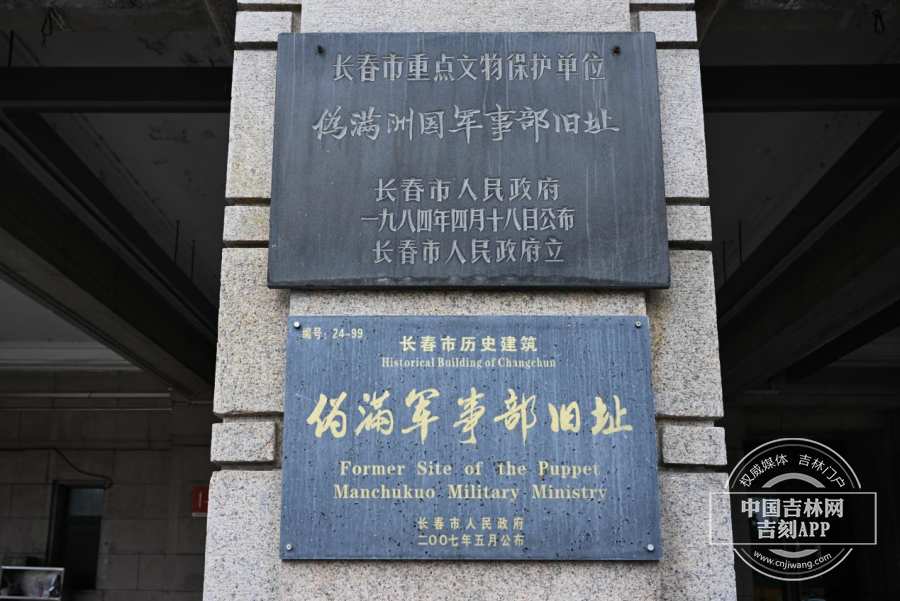 长春市重点文物保护单位
伪满洲国军事部旧址
长春市人民政府
一九八四年四月十八日公布
长春市人民政府立
编号：24-99
长春市历史建筑
Historical Building of Changchun
伪满军事部旧址
Former Site of the Puppet
Manchukuo Military Ministry
长春市人民政府
二〇〇七年五月公布
权威媒体 吉林门户
中国吉林网
吉刻APP
www.cnjiwang.com